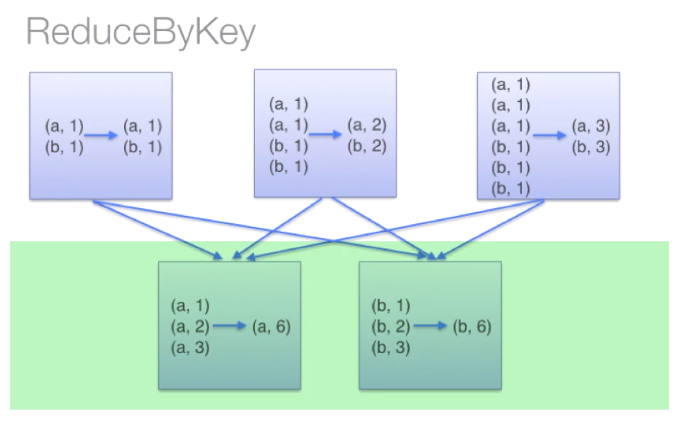 ReduceByKey
(a, 1) (a, 1)
(b, 1) (b, 1)
(a, 1)
(a, 1) (a, 2)
(b, 1) (b, 2)
(b, 1)
(a, 1)
(a, 1)
(a, 1) (a, 3)
(b, 1) (b, 3)
(b, 1)
(b, 1)
(a, 1)
(a, 2) (a, 6)
(a, 3)
(b, 1)
(b, 2) (b, 6)
(b, 3)